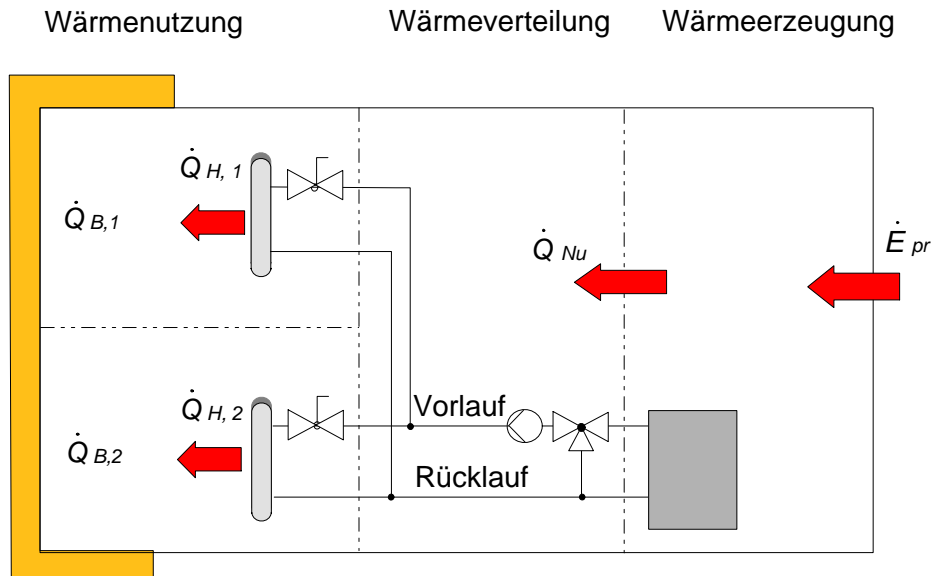 Wärmenutzung Wärmeverteilung Wärmeerzeugung
Q̇ H, 1
Q̇ B,1
Q̇ Nu
Ė pr
Q̇ H, 2
Vorlauf
Q̇ B,2
Rücklauf